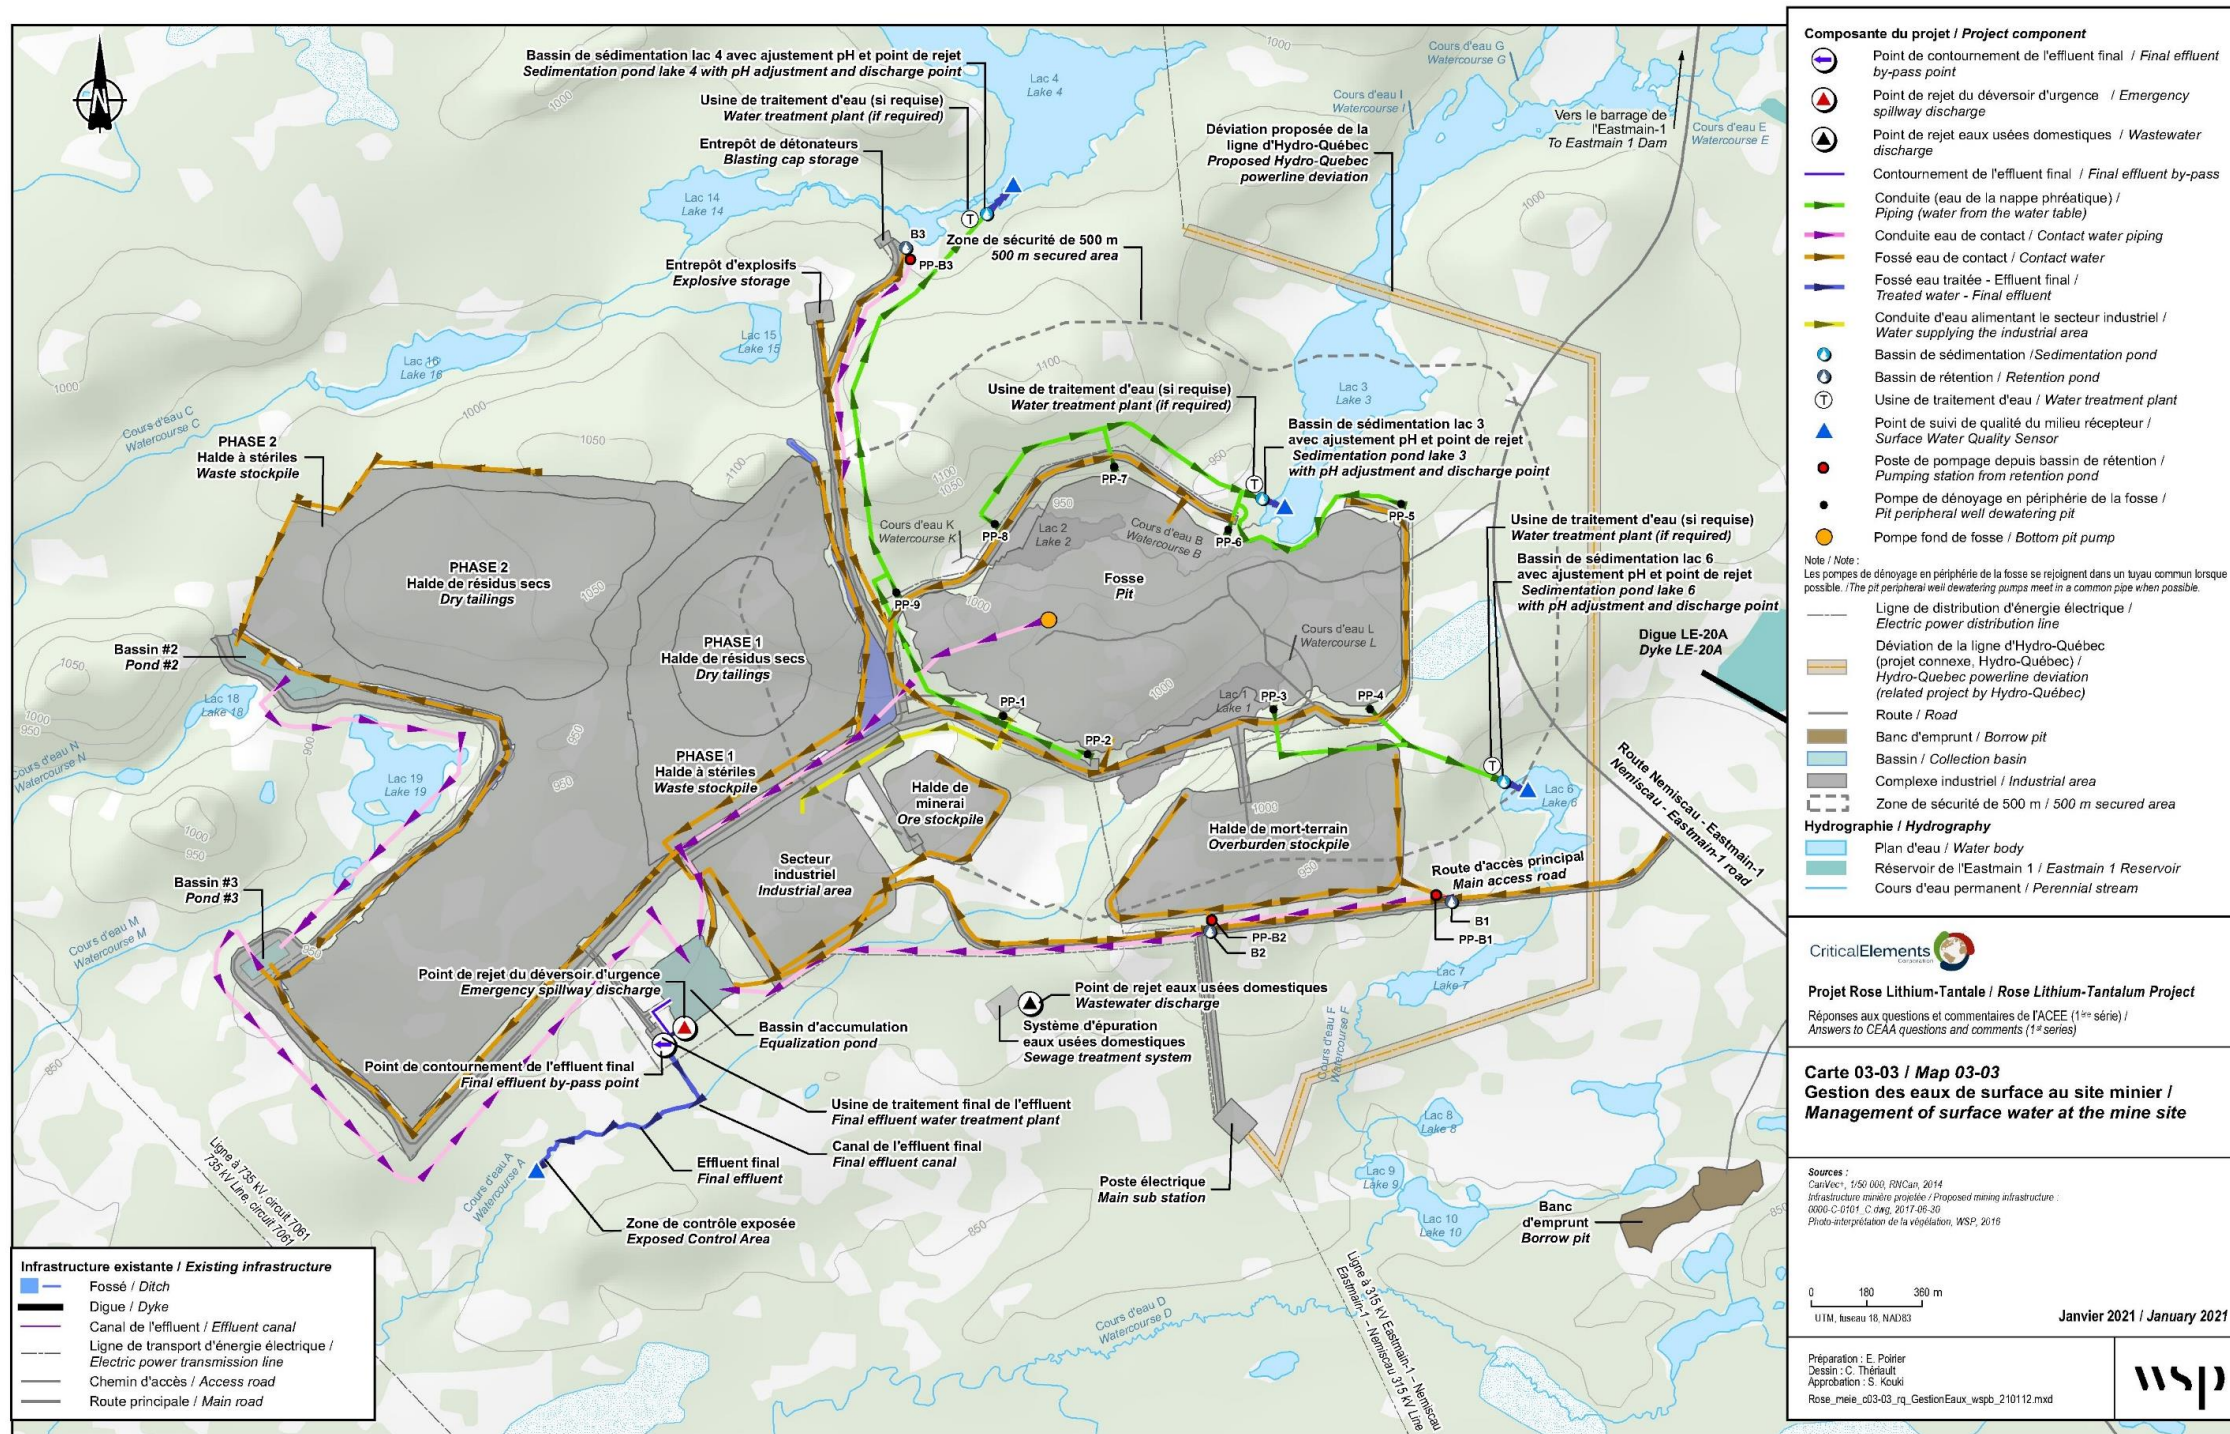 Bassin de sédimentation lac 4 avec ajustement pH et point de rejet
Sedimentation pond lake 4 with pH adjustment and discharge point
Usine de traitement d'eau (si requise)
Water treatment plant (if required)
Entrepôt de détonateurs
Blasting cap storage
Lac 4
Lake 4
Lac 14
Lake 14
B3
PP-B3
Entrepôt d'explosifs
Explosive storage
Zone de sécurité de 500 m
500 m secured area
Déviation proposée de la
ligne d'Hydro-Québec
Proposed Hydro-Quebec
powerline deviation
Cours d'eau G
Watercourse G
Cours d'eau I
Watercourse I
Vers le barrage de
l'Eastmain-1
To Eastmain 1 Dam
Cours d'eau E
Watercourse E
N
1000
1000
1000
1000
1000
1050
1100
1100
1100
1050
950
950
Lac 15
Lake 15
Lac 16
Lake 16
Cours d'eau C
Watercourse C
Usine de traitement d'eau (si requise)
Water treatment plant (if required)
Lac 3
Lake 3
Bassin de sédimentation lac 3
avec ajustement pH et point de rejet
Sedimentation pond lake 3
with pH adjustment and discharge point
T
T
T
PHASE 2
Halde à stériles
Waste stockpile
PP-7
PP-8
PP-6
PP-5
PP-9
Cours d'eau K
Watercourse K
Lac 2
Lake 2
Cours d'eau B
Watercourse B
Usine de traitement d'eau (si requise)
Water treatment plant (if required)
Bassin de sédimentation lac 6
avec ajustement pH et point de rejet
Sedimentation pond lake 6
with pH adjustment and discharge point
PHASE 2
Halde de résidus secs
Dry tailings
1050
Fosse
Pit
1000
1000
Cours d'eau L
Watercourse L
Digue LE-20A
Dyke LE-20A
Bassin #2
Pond #2
1050
PHASE 1
Halde de résidus secs
Dry tailings
Lac 18
Lake 18
1000
950
900
950
950
PP-1
PP-2
PP-3
PP-4
Lac 1
Lake 1
Cours d'eau N
Watercourse N
Lac 19
Lake 19
PHASE 1
Halde à stériles
Waste stockpile
Halde de
minerai
Ore stockpile
1000
950
1000
950
Halde de mort-terrain
Overburden stockpile
Lac 6
Lake 6
Route Nemiscau - Eastmain-1
Nemiscau - Eastmain-1 road
Secteur
industriel
Industrial area
Route d'accès principal
Main access road
Bassin #3
Pond #3
950
Cours d'eau M
Watercourse M
B1
PP-B1
PP-B2
B2
Point de rejet du déversoir d'urgence
Emergency spillway discharge
Lac 7
Lake 7
Point de rejet eaux usées domestiques
Wastewater discharge
Système d'épuration
eaux usées domestiques
Sewage treatment system
Bassin d'accumulation
Equalization pond
Cours d'eau F
Watercourse F
850
Point de contournement de l'effluent final
Final effluent by-pass point
Usine de traitement final de l'effluent
Final effluent water treatment plant
Canal de l'effluent final
Final effluent canal
Effluent final
Final effluent
Cours d'eau A
Watercourse A
Zone de contrôle exposée
Exposed Control Area
Poste électrique
Main sub station
Lac 8
Lake 8
Lac 9
Lake 9
Lac 10
Lake 10
Banc
d'emprunt
Borrow pit
850
850
Ligne à 735 kV, circuit 7061
735 kV Line, circuit 7061
Cours d'eau D
Watercourse D
Ligne à 315 kV Eastmain-1 – Nemiscau
Eastmain-1 – Nemiscau 315 kV Line
Infrastructure existante / Existing infrastructure
Fossé / Ditch
Digue / Dyke
Canal de l'effluent / Effluent canal
Ligne de transport d'énergie électrique /
Electric power transmission line
Chemin d'accès / Access road
Route principale / Main road
Composante du projet / Project component
Point de contournement de l'effluent final / Final effluent
by-pass point
Point de rejet du déversoir d'urgence / Emergency
spillway discharge
Point de rejet eaux usées domestiques / Wastewater
discharge
Contournement de l'effluent final / Final effluent by-pass
Conduite (eau de la nappe phréatique) /
Piping (water from the water table)
Conduite eau de contact / Contact water piping
Fossé eau de contact / Contact water
Fossé eau traitée - Effluent final /
Treated water - Final effluent
Conduite d'eau alimentant le secteur industriel /
Water supplying the industrial area
Bassin de sédimentation /Sedimentation pond
Bassin de rétention / Retention pond
T Usine de traitement d'eau / Water treatment plant
Point de suivi de qualité du milieu récepteur /
Surface Water Quality Sensor
Poste de pompage depuis bassin de rétention /
Pumping station from retention pond
Pompe de dénoyage en périphérie de la fosse /
Pit peripheral well dewatering pit
Pompe fond de fosse / Bottom pit pump
Note / Note :
Les pompes de dénoyage en périphérie de la fosse se rejoignent dans un tuyau commun lorsque
possible. /The pit peripheral well dewatering pumps meet in a common pipe when possible.
Ligne de distribution d'énergie électrique /
Electric power distribution line
Déviation de la ligne d'Hydro-Québec
(projet connexe, Hydro-Québec) /
Hydro-Quebec powerline deviation
(related project by Hydro-Québec)
Route / Road
Banc d'emprunt / Borrow pit
Bassin / Collection basin
Complexe industriel / Industrial area
Zone de sécurité de 500 m / 500 m secured area
Hydrographie / Hydrography
Plan d'eau / Water body
Réservoir de l'Eastmain 1 / Eastmain 1 Reservoir
Cours d'eau permanent / Perennial stream
CriticalElements
Corporation
Projet Rose Lithium-Tantale / Rose Lithium-Tantalum Project
Réponses aux questions et commentaires de l'ACEE (1ère série) /
Answers to CEAA questions and comments (1st series)
Carte 03-03 / Map 03-03
Gestion des eaux de surface au site minier /
Management of surface water at the mine site
Sources :
CanVec+, 1/50 000, RNCan, 2014
Infrastructure minière projetée / Proposed mining infrastructure :
0000-C-0101_C.dwg, 2017-06-30
Photo-interprétation de la végétation, WSP, 2016
0 180 360 m
UTM, fuseau 18, NAD83
Janvier 2021 / January 2021
Préparation : E. Poirier
Dessin : C. Thériault
Approbation : S. Kouki
Rose_meie_c03-03_rq_GestionEaux_wspb_210112.mxd
wsp